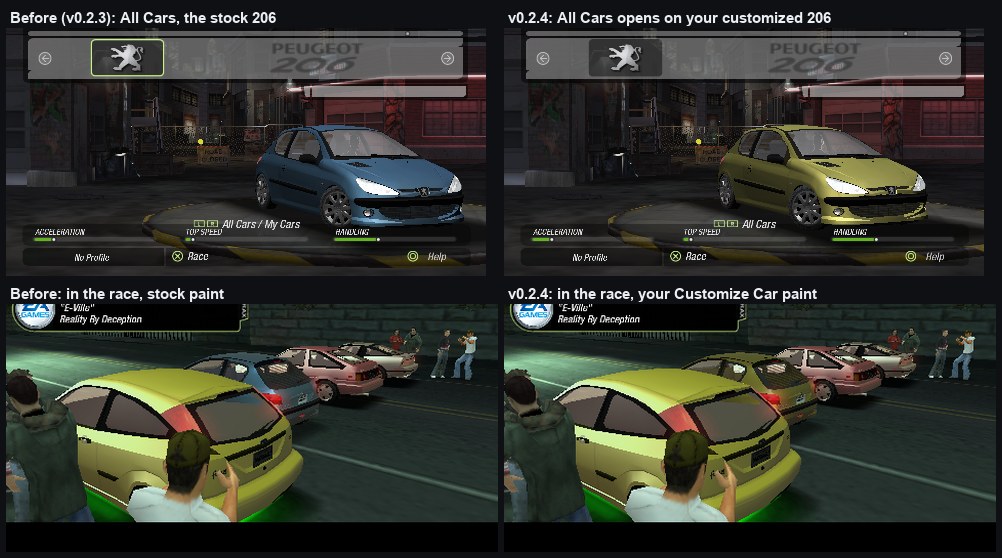 Before (v0.2.3): All Cars, the stock 206
PEUGEOT
206
All Cars / My Cars
ACCELERATION TOP SPEED HANDLING
No Profile Race Help
v0.2.4: All Cars opens on your customized 206
PEUGEOT
206
All Cars
ACCELERATION TOP SPEED HANDLING
No Profile Race Help
Before: in the race, stock paint
EA
GAMES
"E-Ville"
Reality By Deception
v0.2.4: in the race, your Customize Car paint
EA
GAMES
"E-Ville"
Reality By Deception